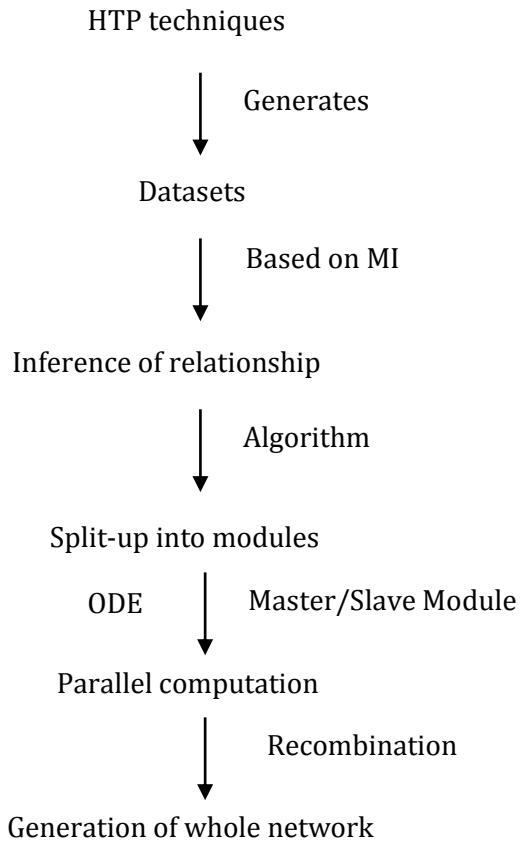 HTP techniques
Generates
Datasets
Based on MI
Inference of relationship
Algorithm
Split-up into modules
ODE
Master/Slave Module
Parallel computation
Recombination
Generation of whole network